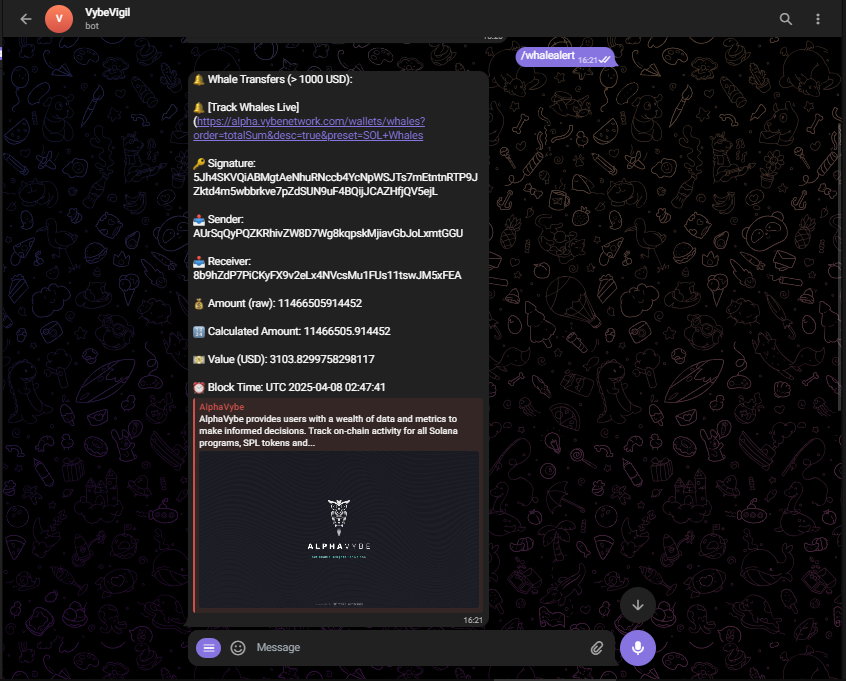 VybeVigil
V
bot
/whalealert 16:21
🔔 Whale Transfers (> 1000 USD):
🔔 [Track Whales Live]
(https://alpha.vybenetwork.com/wallets/whales?
order=totalSum&desc=true&preset=SOL+Whales
🔑 Signature:
5Jh4SKVQiABMgtAeNhuRNccb4YcNpWSJTs7mEtntnRTP9J
Zktd4m5wbbrkve7pZdSUN9uF4BQijJCAZHfjQV5ejL
📤 Sender:
AUrSqQyPQZKRhivZW8D7Wg8kqpskMjiavGbJoLxmtGGU
📥 Receiver:
8b9hZdP7PiCKyFX9v2eLx4NVcsMu1FUs11tswJM5xFEA
💰 Amount (raw): 11466505914452
🔢 Calculated Amount: 11466505.914452
💵 Value (USD): 3103.8299758298117
⏰ Block Time: UTC 2025-04-08 02:47:41
AlphaVybe
AlphaVybe provides users with a wealth of data and metrics to
make informed decisions. Track on-chain activity for all Solana
programs, SPL tokens and...
ALPHAVYBE
16:21
Message